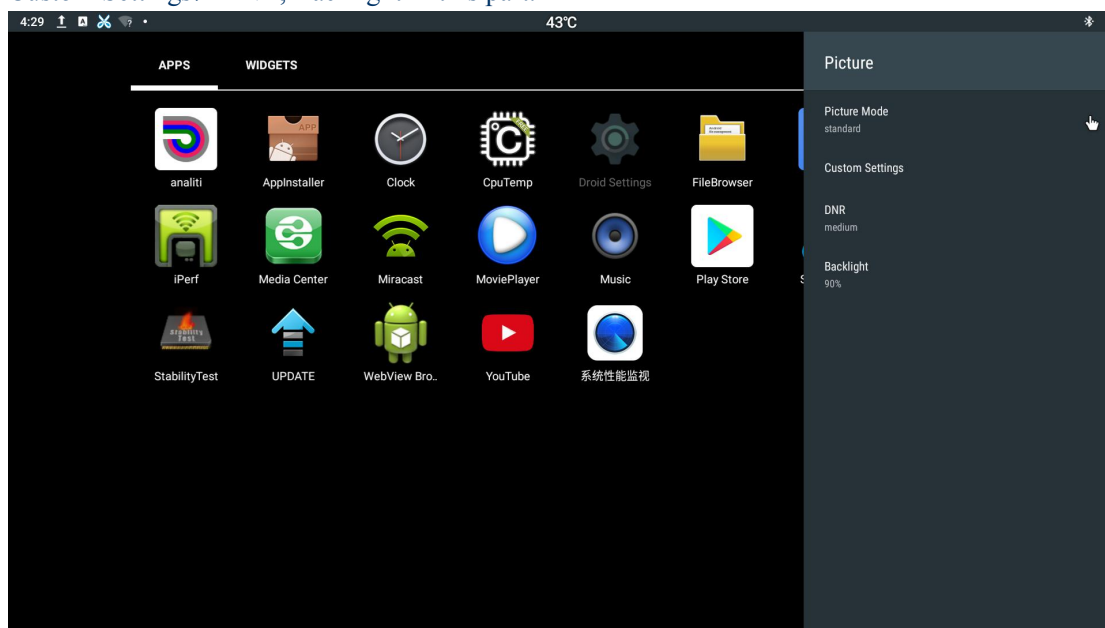 4:29
43°C
APPS WIDGETS
analiti AppInstaller Clock CpuTemp Droid Settings FileBrowser
iPerf Media Center Miracast MoviePlayer Music Play Store
StabilityTest UPDATE WebView Bro.. YouTube 系统性能监视
Picture
Picture Mode
standard
Custom Settings
DNR
medium
Backlight
90%